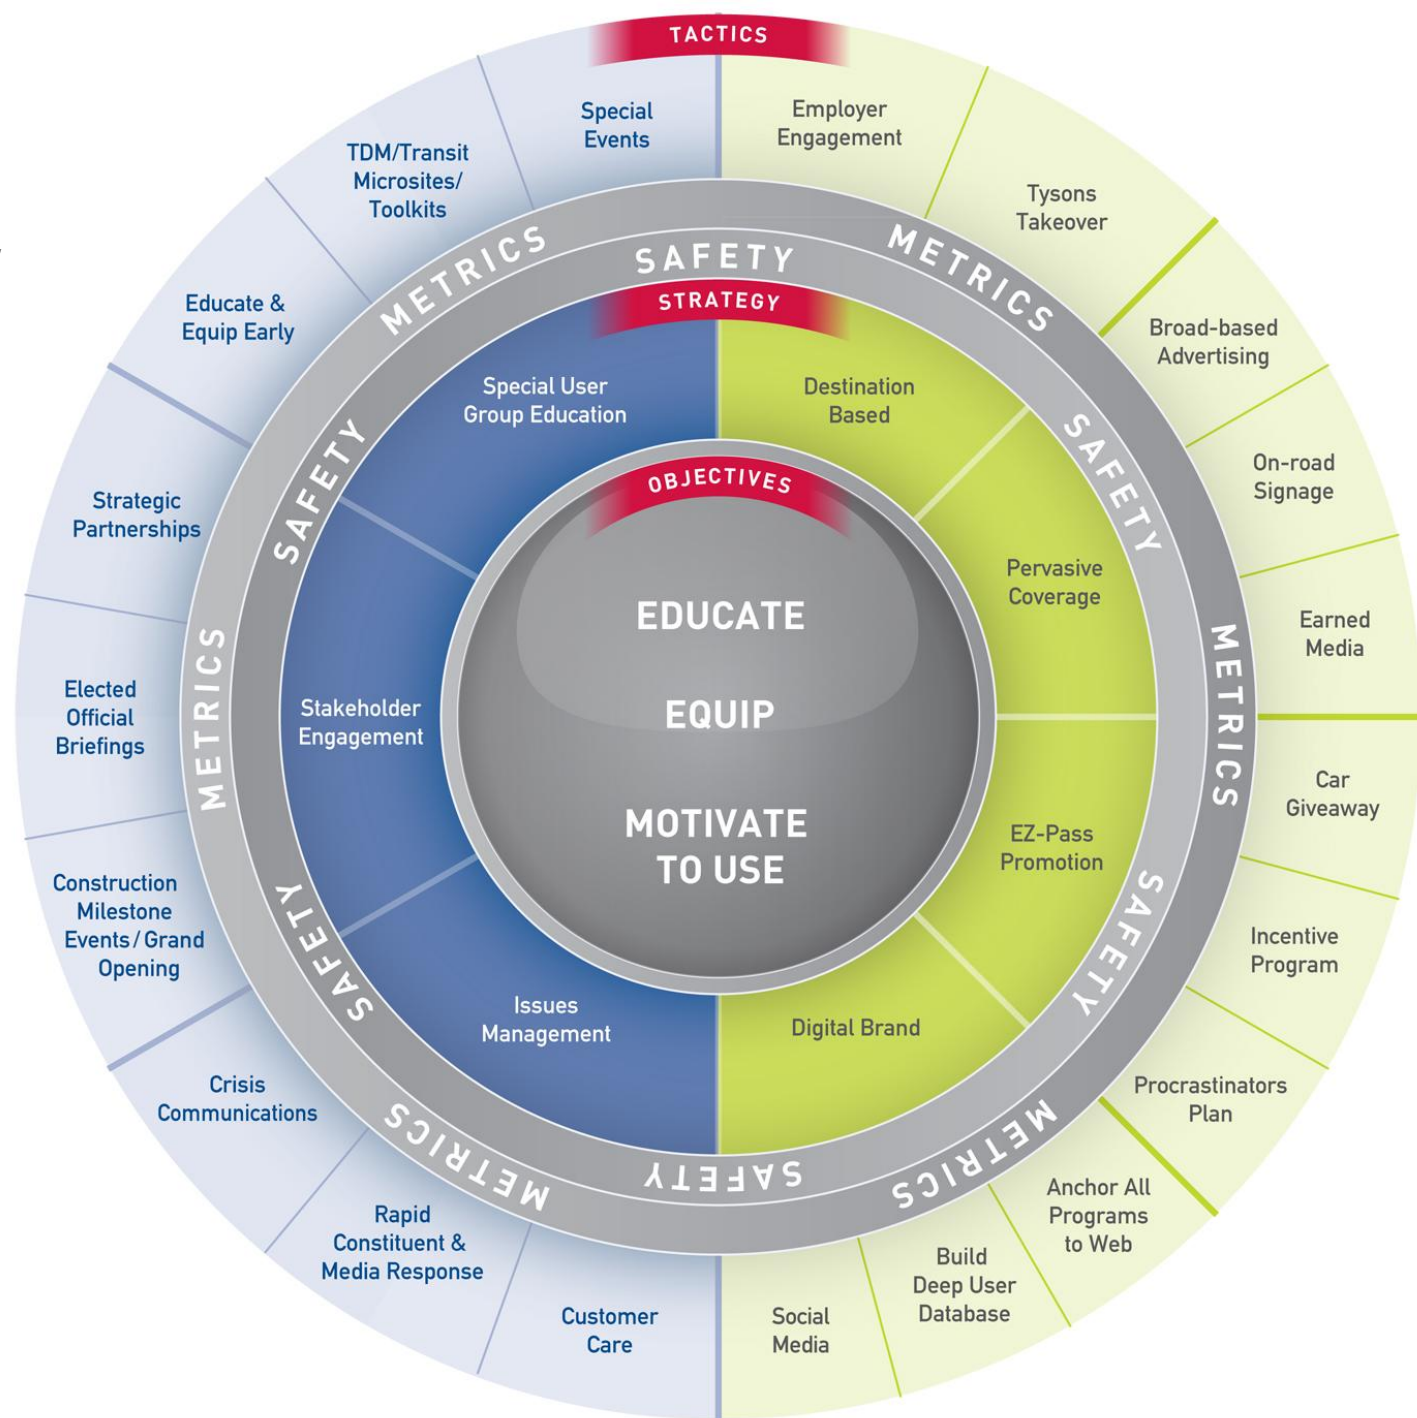 TACTICS
Special
Events
Employer
Engagement
TDM/Transit
Microsites/
Toolkits
Tysons
Takeover
Educate &
Equip Early
Broad-based
Advertising
Strategic
Partnerships
On-road
Signage
Elected
Official
Briefings
Earned
Media
Construction
Milestone
Events/Grand
Opening
Car
Giveaway
Crisis
Communications
Incentive
Program
Rapid
Constituent &
Media Response
Procrastinators
Plan
Customer
Care
Social
Media
Build
Deep User
Database
Anchor All
Programs
to Web
METRICS
METRICS
METRICS
METRICS
METRICS
METRICS
SAFETY
SAFETY
SAFETY
SAFETY
SAFETY
SAFETY
STRATEGY
Special User
Group Education
Destination
Based
Stakeholder
Engagement
Pervasive
Coverage
Issues
Management
EZ-Pass
Promotion
Digital Brand
OBJECTIVES
EDUCATE
EQUIP
MOTIVATE
TO USE